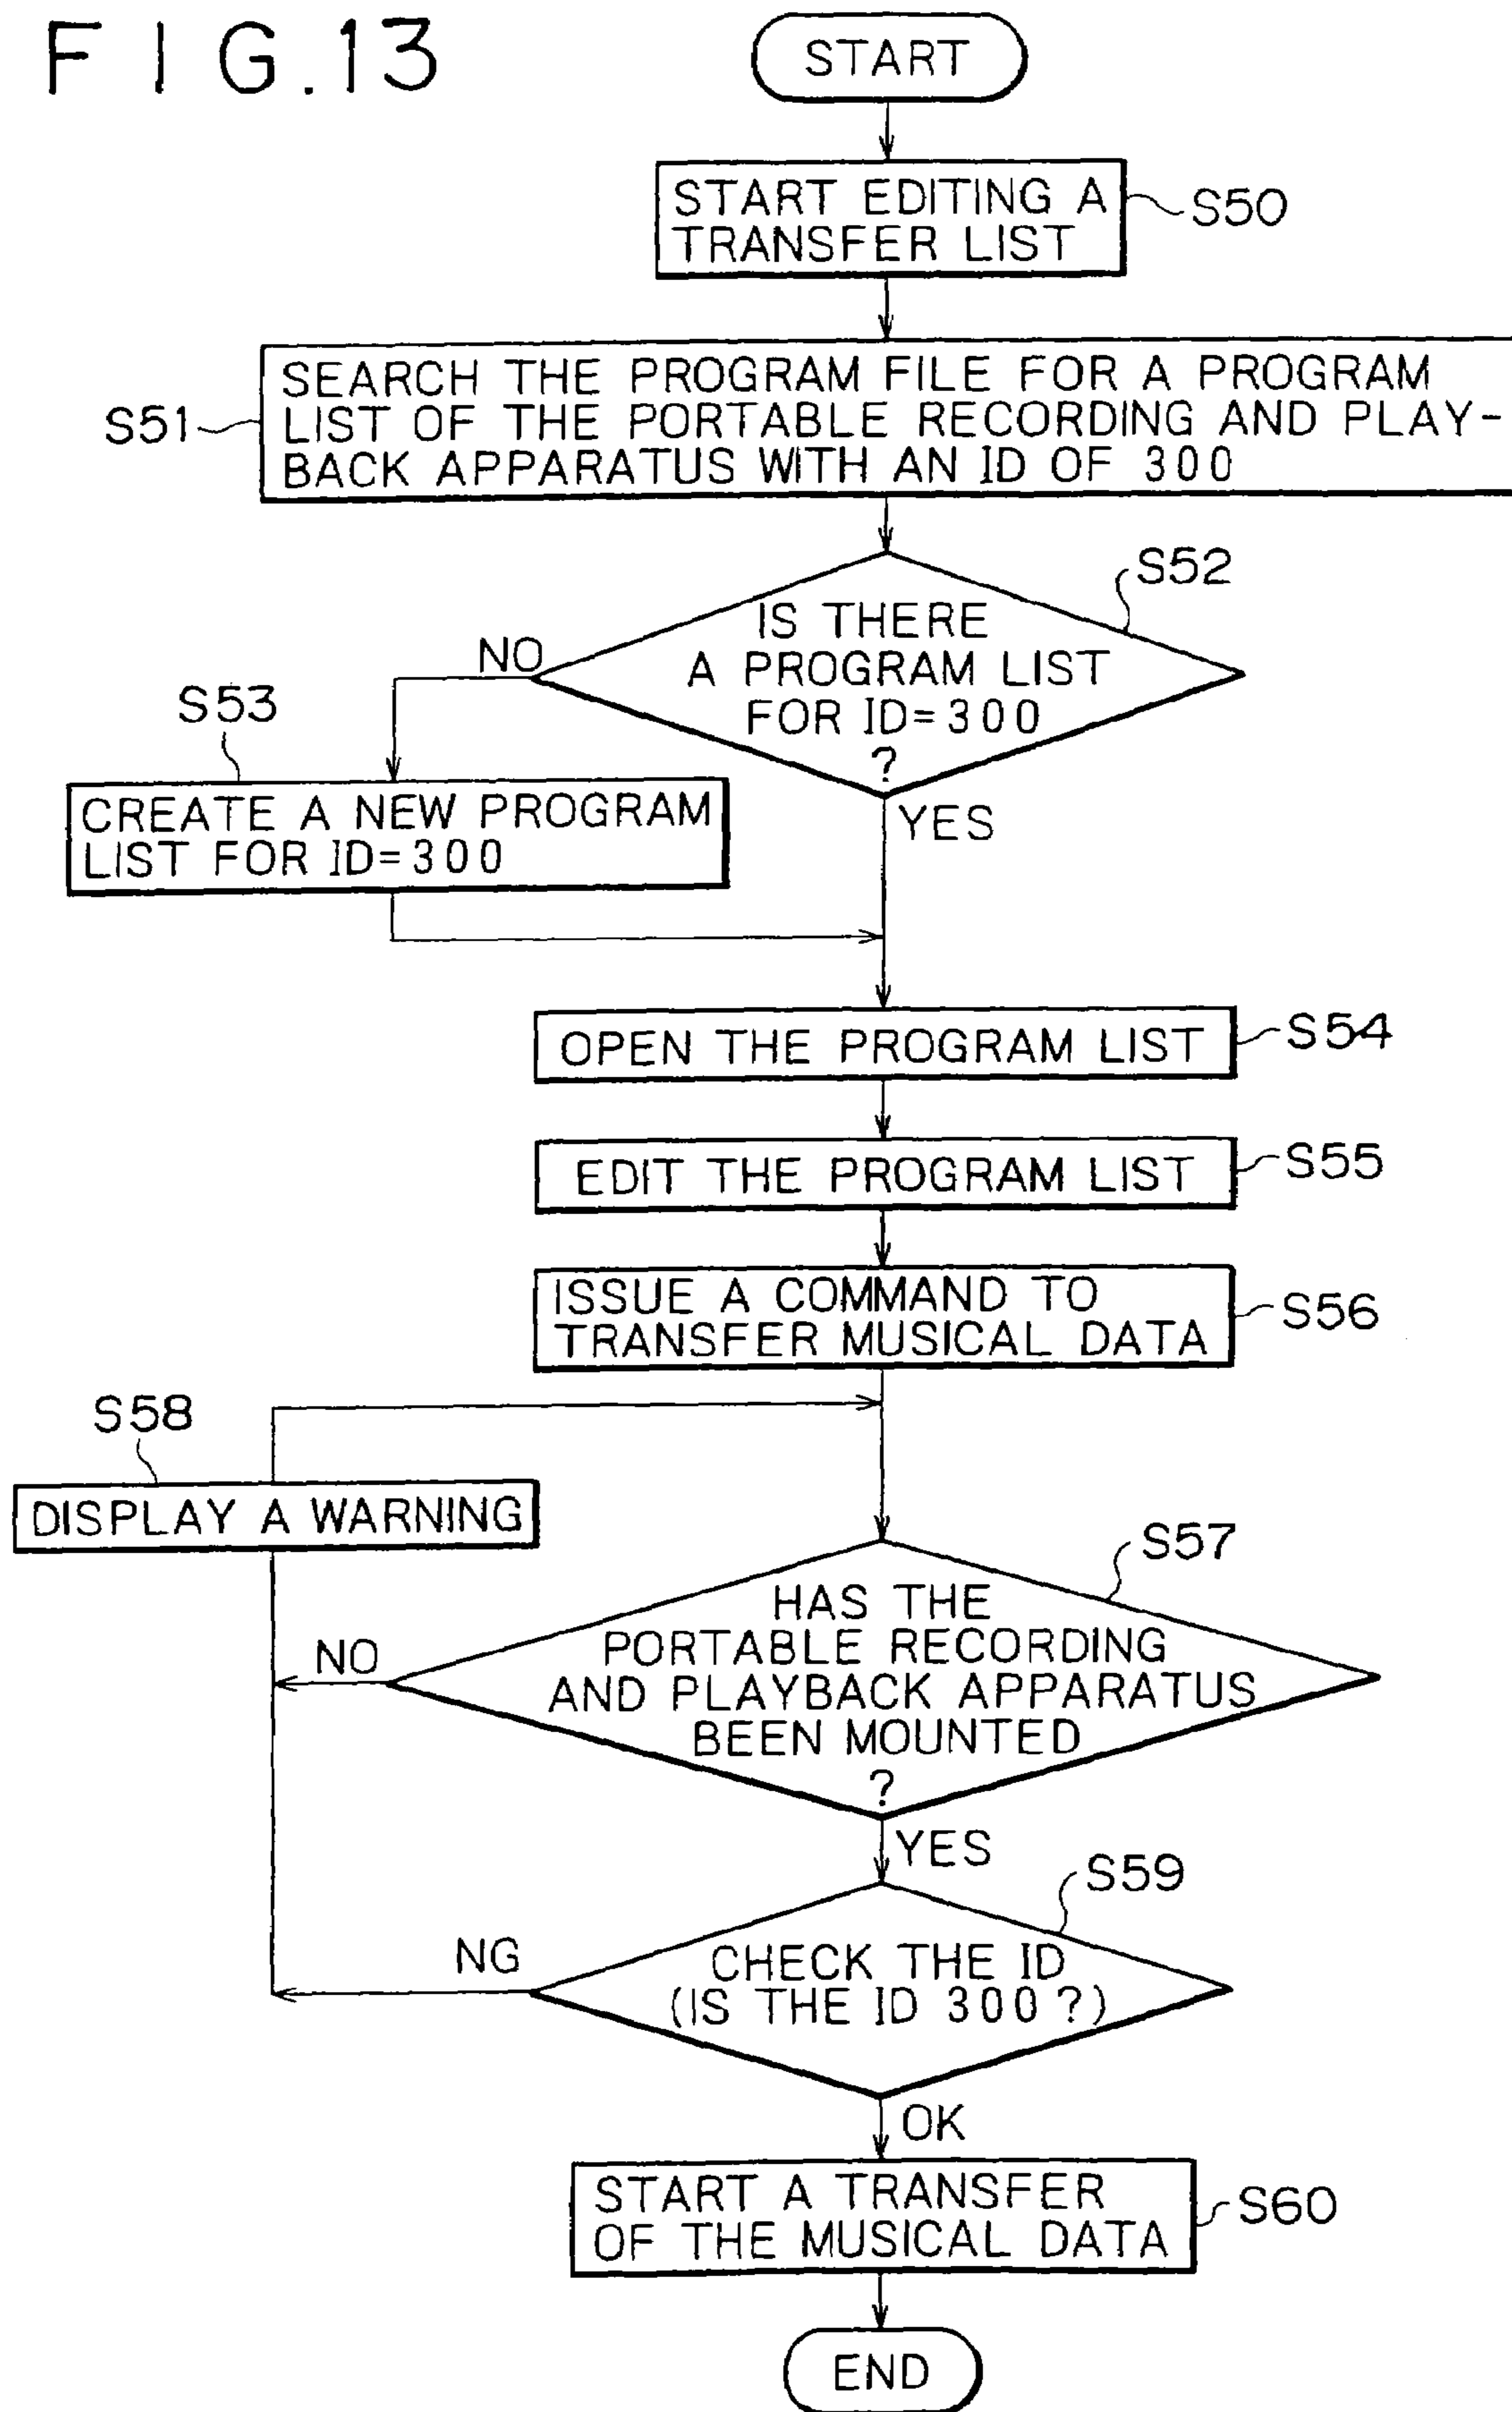 FIG.13
START
START EDITING A
TRANSFER LIST
S50
SEARCH THE PROGRAM FILE FOR A PROGRAM
LIST OF THE PORTABLE RECORDING AND PLAY-
BACK APPARATUS WITH AN ID OF 300
S51
S52
IS THERE
A PROGRAM LIST
FOR ID=300
?
NO
YES
S53
CREATE A NEW PROGRAM
LIST FOR ID=300
OPEN THE PROGRAM LIST
S54
EDIT THE PROGRAM LIST
S55
ISSUE A COMMAND TO
TRANSFER MUSICAL DATA
S56
S58
DISPLAY A WARNING
S57
HAS THE
PORTABLE RECORDING
AND PLAYBACK APPARATUS
BEEN MOUNTED
?
NO
YES
S59
CHECK THE ID
(IS THE ID 300?)
NG
OK
START A TRANSFER
OF THE MUSICAL DATA
S60
END